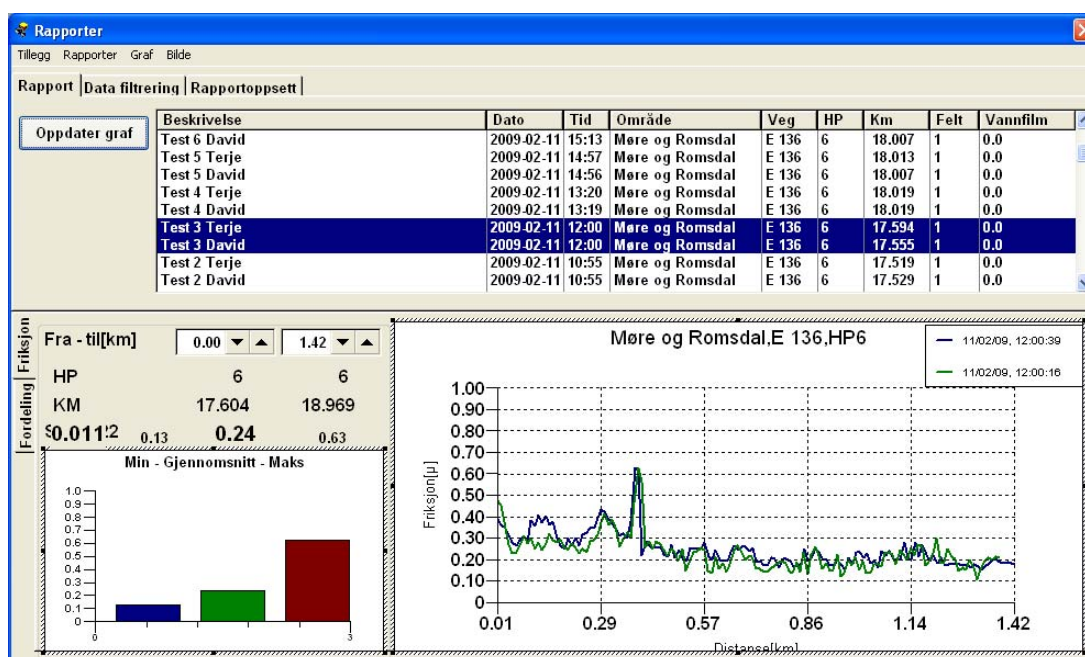 Rapporter
Tillegg Rapporter Graf Bilde
Rapport Data filtrering Rapportoppsett
Oppdater graf
Beskrivelse Dato Tid Område Veg HP Km Felt Vannfilm
Test 6 David 2009-02-11 15:13 Møre og Romsdal E 136 6 18.007 1 0.0
Test 5 Terje 2009-02-11 14:57 Møre og Romsdal E 136 6 18.013 1 0.0
Test 5 David 2009-02-11 14:56 Møre og Romsdal E 136 6 18.007 1 0.0
Test 4 Terje 2009-02-11 13:20 Møre og Romsdal E 136 6 18.019 1 0.0
Test 4 David 2009-02-11 13:19 Møre og Romsdal E 136 6 18.019 1 0.0
Test 3 Terje 2009-02-11 12:00 Møre og Romsdal E 136 6 17.594 1 0.0
Test 3 David 2009-02-11 12:00 Møre og Romsdal E 136 6 17.555 1 0.0
Test 2 Terje 2009-02-11 10:55 Møre og Romsdal E 136 6 17.519 1 0.0
Test 2 David 2009-02-11 10:55 Møre og Romsdal E 136 6 17.529 1 0.0
Friksjon
Fordeling
Fra - til[km] 0.00 1.42
HP 6 6
KM 17.604 18.969
0.011 0.13 0.24 0.63
Min - Gjennomsnitt - Maks
1.0
0.9
0.8
0.7
0.6
0.5
0.4
0.3
0.2
0.1
0
0 3
Møre og Romsdal,E 136,HP6
11/02/09, 12:00:39
11/02/09, 12:00:16
Friksjon[µ]
1.00
0.90
0.80
0.70
0.60
0.50
0.40
0.30
0.20
0.10
0
0.01 0.29 0.57 0.86 1.14 1.42
Distanse[km]